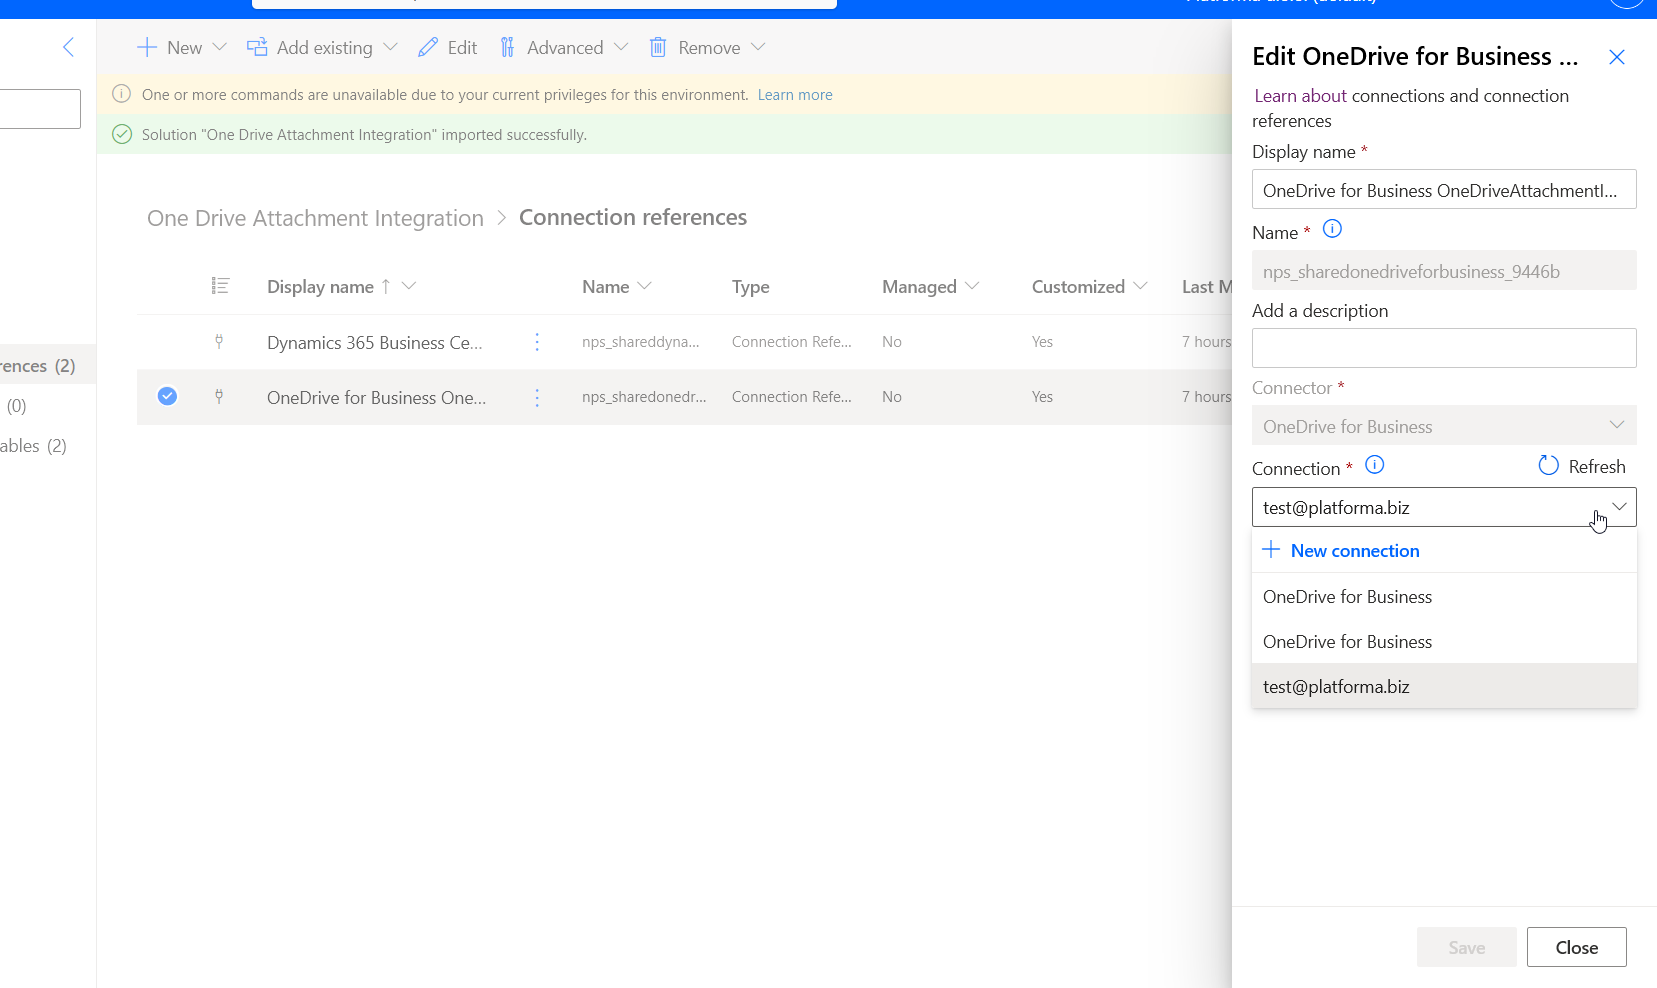 New
Add existing
Edit
Advanced
Remove
One or more commands are unavailable due to your current privileges for this environment. Learn more
Solution "One Drive Attachment Integration" imported successfully.
One Drive Attachment Integration > Connection references
Display name ↑
Name
Type
Managed
Customized
Last M
Dynamics 365 Business Ce...
nps_shareddyna...
Connection Refe...
No
Yes
7 hours
OneDrive for Business One...
nps_sharedonedr...
Connection Refe...
No
Yes
7 hours
rences (2)
(0)
ables (2)
Edit OneDrive for Business ...
Learn about connections and connection
references
Display name *
OneDrive for Business OneDriveAttachmentI...
Name *
nps_sharedonedriveforbusiness_9446b
Add a description
Connector *
OneDrive for Business
Connection *
Refresh
test@platforma.biz
New connection
OneDrive for Business
OneDrive for Business
test@platforma.biz
Save
Close